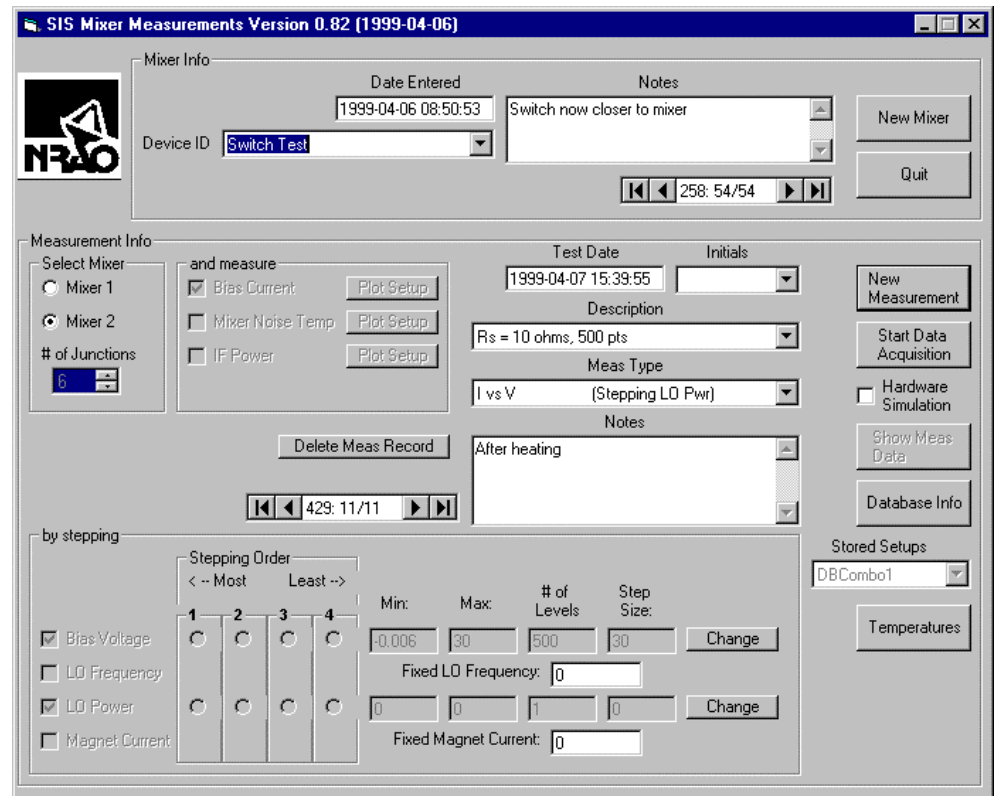 SIS Mixer Measurements Version 0.82 (1999-04-06)
NRAO
Mixer Info
Date Entered
1999-04-06 08:50:53
Device ID
Switch Test
Notes
Switch now closer to mixer
258: 54/54
New Mixer
Quit
Measurement Info
Select Mixer
Mixer 1
Mixer 2
# of Junctions
6
and measure
Bias Current
Plot Setup
Mixer Noise Temp
Plot Setup
IF Power
Plot Setup
Test Date
1999-04-07 15:39:55
Initials
Description
Rs = 10 ohms, 500 pts
Meas Type
I vs V (Stepping LO Pwr)
Notes
After heating
Delete Meas Record
429: 11/11
New
Measurement
Start Data
Acquisition
Hardware
Simulation
Show Meas
Data
Database Info
Stored Setups
DBCombo1
Temperatures
by stepping
Stepping Order
< -- Most Least -->
1 2 3 4
Min: Max: # of
Levels Step
Size:
Bias Voltage
-0.006 30 500 30 Change
LO Frequency
Fixed LO Frequency: 0
LO Power
0 0 1 0 Change
Magnet Current
Fixed Magnet Current: 0